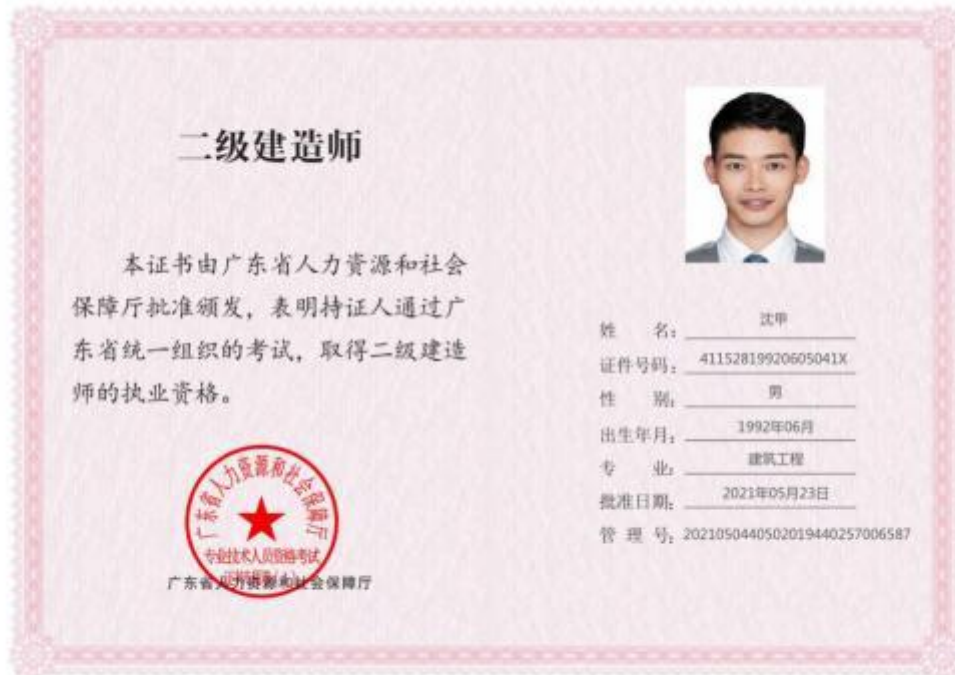 二级建造师
本证书由广东省人力资源和社会
保障厅批准颁发，表明持证人通过广
东省统一组织的考试，取得二级建造
师的执业资格。
广东省人力资源和社会保障厅
专业技术人员资格考试
广东省人力资源和社会保障厅
姓 名： 沈甲
证件号码： 41152819920605041X
性 别： 男
出生年月： 1992年06月
专 业： 建筑工程
批准日期： 2021年05月23日
管 理 号： 20210504405020194402570065​87